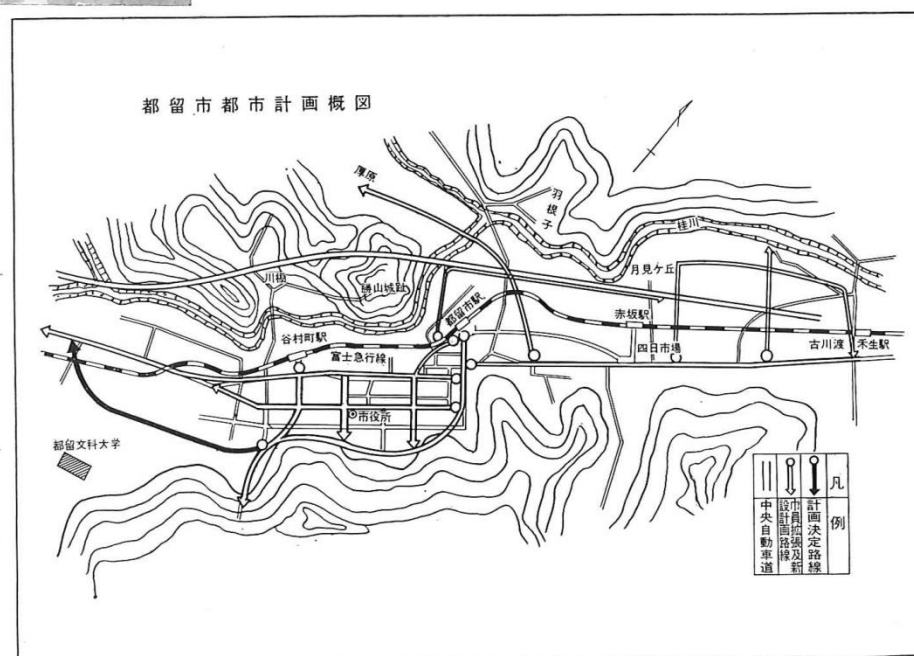 都留市都市計画概図
厚原
羽根子
桂川
月見ケ丘
川棚
勝山城趾
都留市駅
赤坂駅
谷村町駅
富士急行線
四日市場
古川渡
禾生駅
市役所
都留文科大学
凡例
計画決定路線
巾員拡張及新
設計画路線
中央自動車道